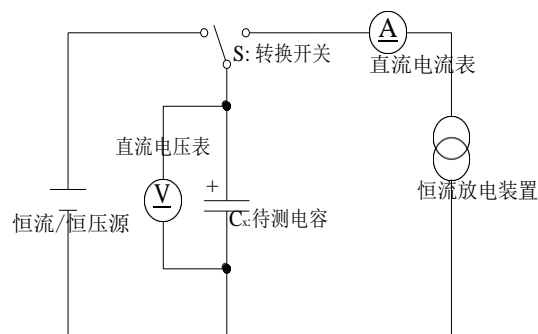 A
S: 转换开关
直流电流表
直流电压表
+
恒流放电装置
V
Cx:待测电容
恒流/恒压源